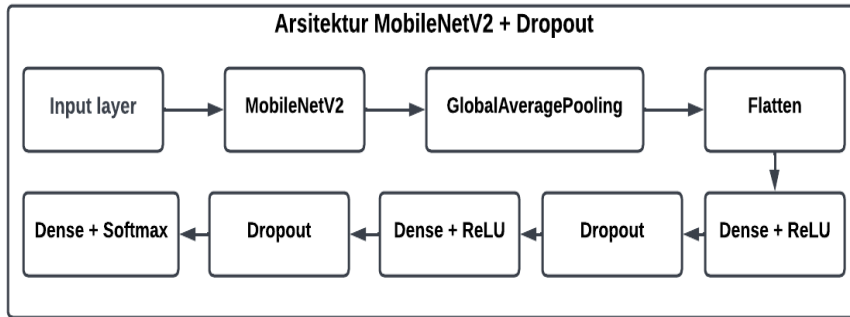 Arsitektur MobileNetV2 + Dropout
Input layer
MobileNetV2
GlobalAveragePooling
Flatten
Dense + ReLU
Dropout
Dense + ReLU
Dropout
Dense + Softmax